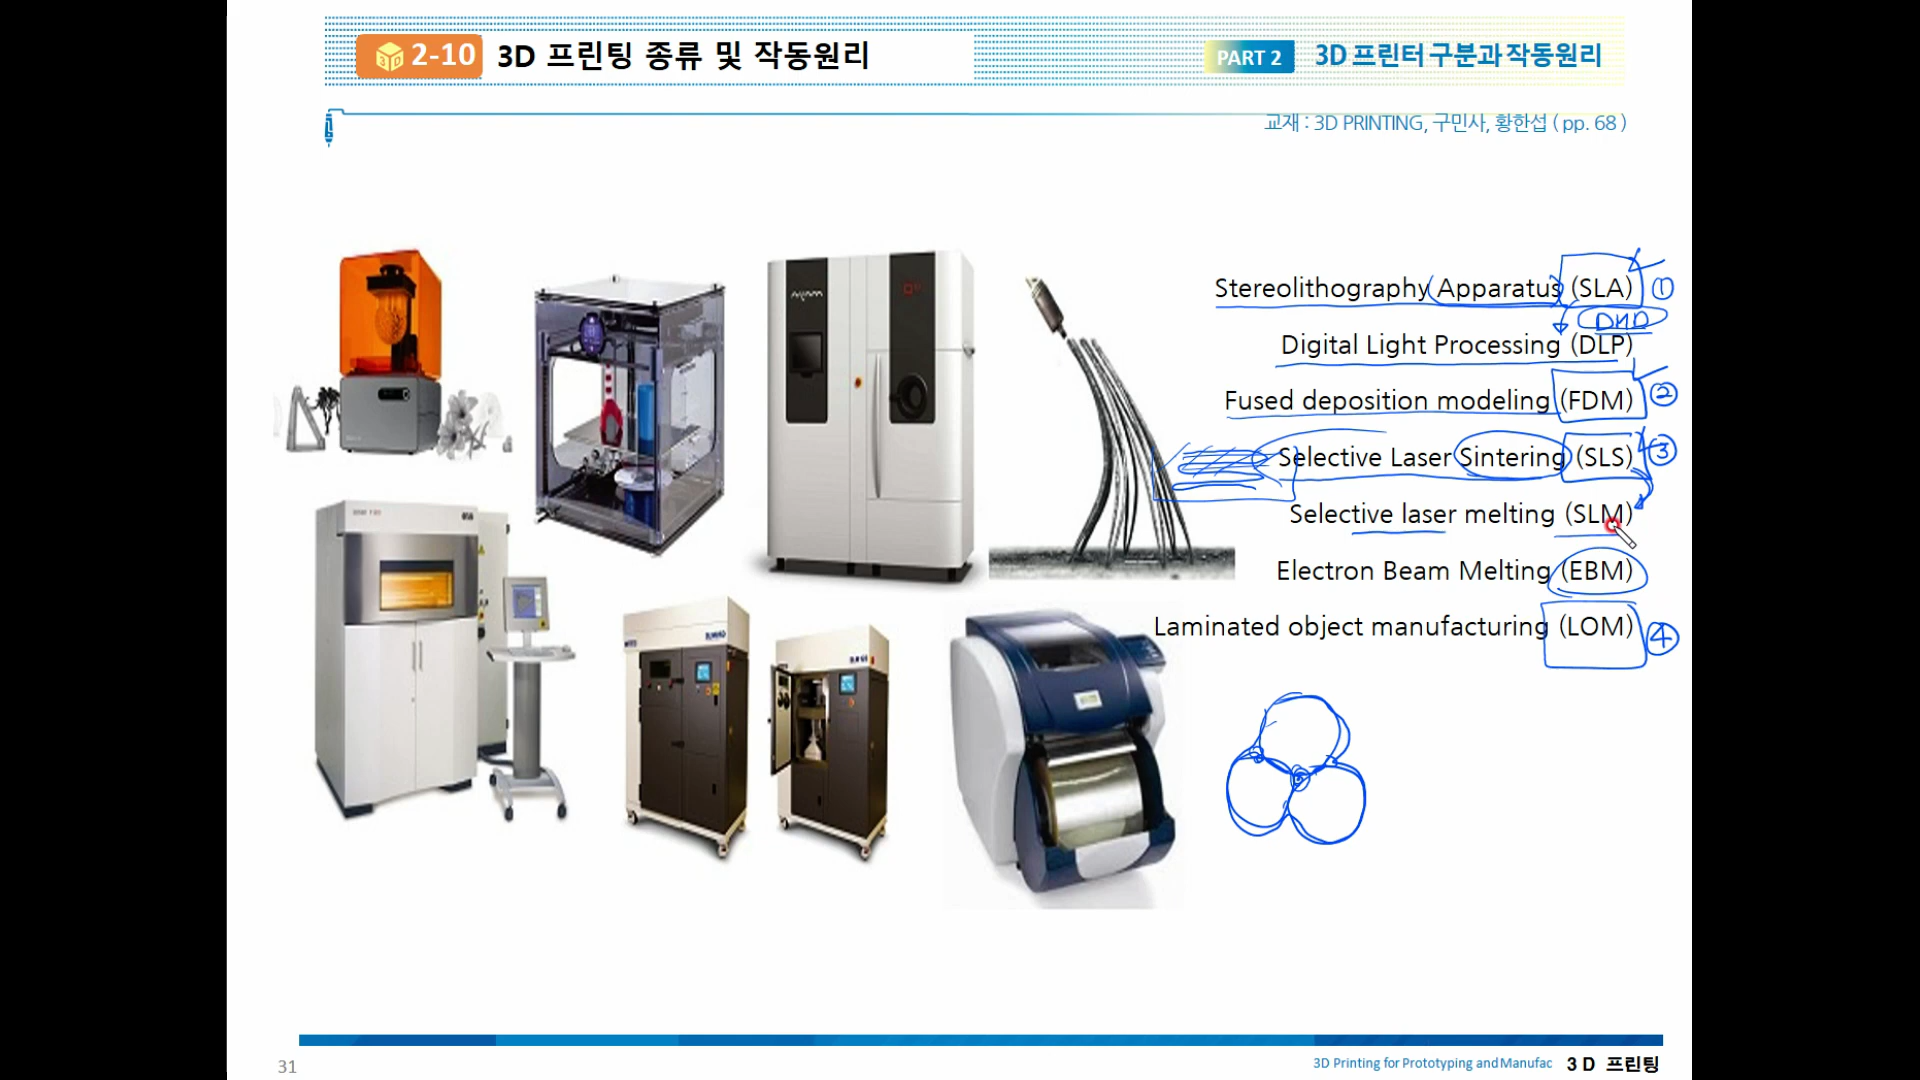 2-10 3D 프린팅 종류 및 작동원리
PART 2 3D 프린터 구분과 작동원리
교재 : 3D PRINTING, 구민사, 황한섭 ( pp. 68 )
Stereolithography Apparatus (SLA) ①
DMD
Digital Light Processing (DLP)
Fused deposition modeling (FDM) ②
Selective Laser Sintering (SLS) ③
Selective laser melting (SLM)
Electron Beam Melting (EBM)
Laminated object manufacturing (LOM) ④
31
3D Printing for Prototyping and Manufac 3 D 프린팅